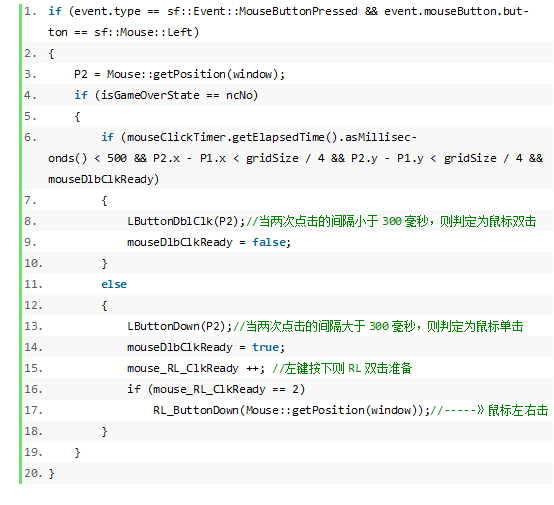 1. if (event.type == sf::Event::MouseButtonPressed && event.mouseButton.but-
ton == sf::Mouse::Left)
2. {
3. P2 = Mouse::getPosition(window);
4. if (isGameOverState == ncNo)
5. {
6. if (mouseClickTimer.getElapsedTime().asMillisec-
onds() < 500 && P2.x - P1.x < gridSize / 4 && P2.y - P1.y < gridSize / 4 &&
mouseDlbClkReady)
7. {
8. LButtonDblClk(P2);//当两次点击的间隔小于 300 毫秒，则判定为鼠标双击
9. mouseDlbClkReady = false;
10. }
11. else
12. {
13. LButtonDown(P2);//当两次点击的间隔大于 300 毫秒，则判定为鼠标单击
14. mouseDlbClkReady = true;
15. mouse_RL_ClkReady ++; //左键按下则 RL 双击准备
16. if (mouse_RL_ClkReady == 2)
17. RL_ButtonDown(Mouse::getPosition(window));//-----》鼠标左右击
18. }
19. }
20. }